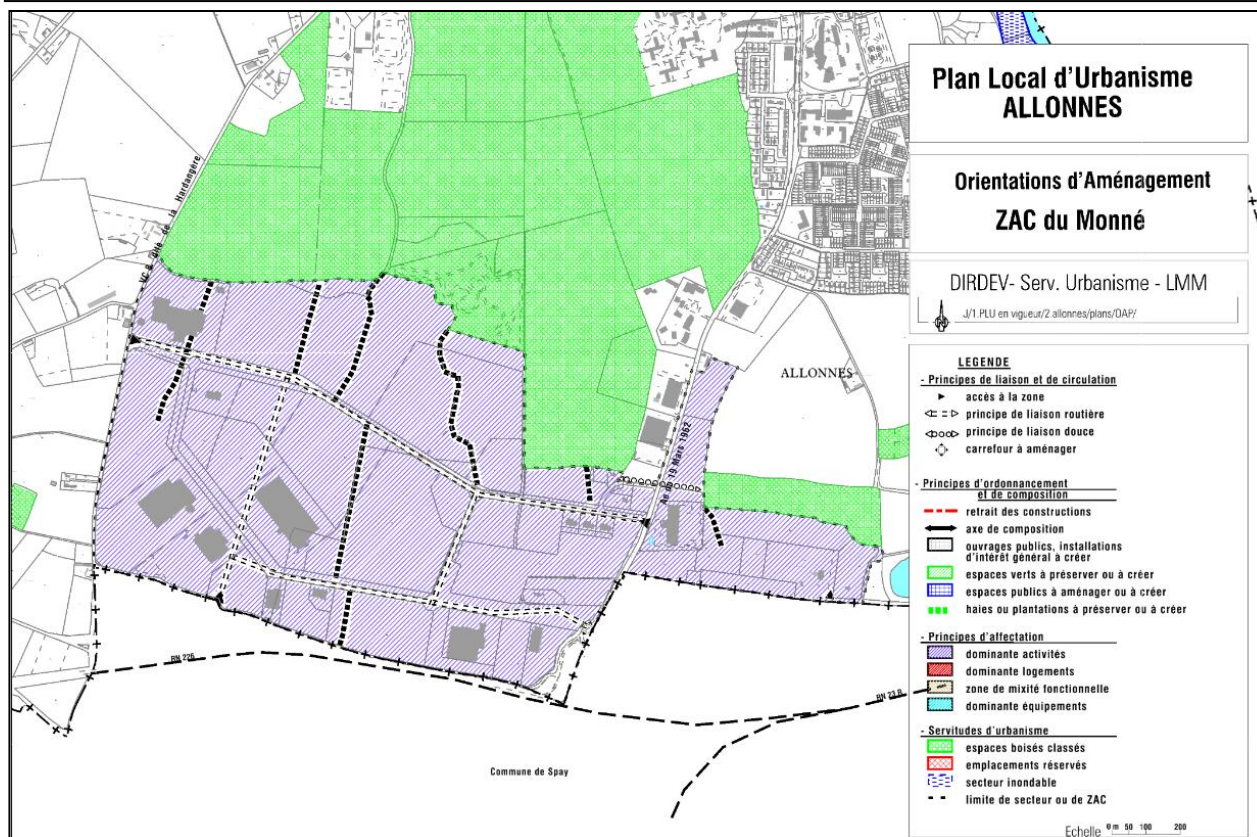 Plan Local d'Urbanisme
ALLONNES
Orientations d'Aménagement
ZAC du Monné
DIRDEV- Serv. Urbanisme - LMM
J/1.PLU en vigueur/2.allonnes/plans/OAP/
LEGENDE
- Principes de liaison et de circulation
accès à la zone
principe de liaison routière
principe de liaison douce
carrefour à aménager
- Principes d'ordonnancement
et de composition
retrait des constructions
axe de composition
ouvrages publics, installations
d'intérêt général à créer
espaces verts à préserver ou à créer
espaces publics à aménager ou à créer
haies ou plantations à préserver ou à créer
- Principes d'affectation
dominante activités
dominante logements
zone de mixité fonctionnelle
dominante équipements
- Servitudes d'urbanisme
espaces boisés classés
emplacements réservés
secteur inondable
limite de secteur ou de ZAC
Echelle 0 m 50 100 200
de la Hardangère
ALLONNES
19 Mars 1962
RN 226
RN 23 B
Commune de Spay